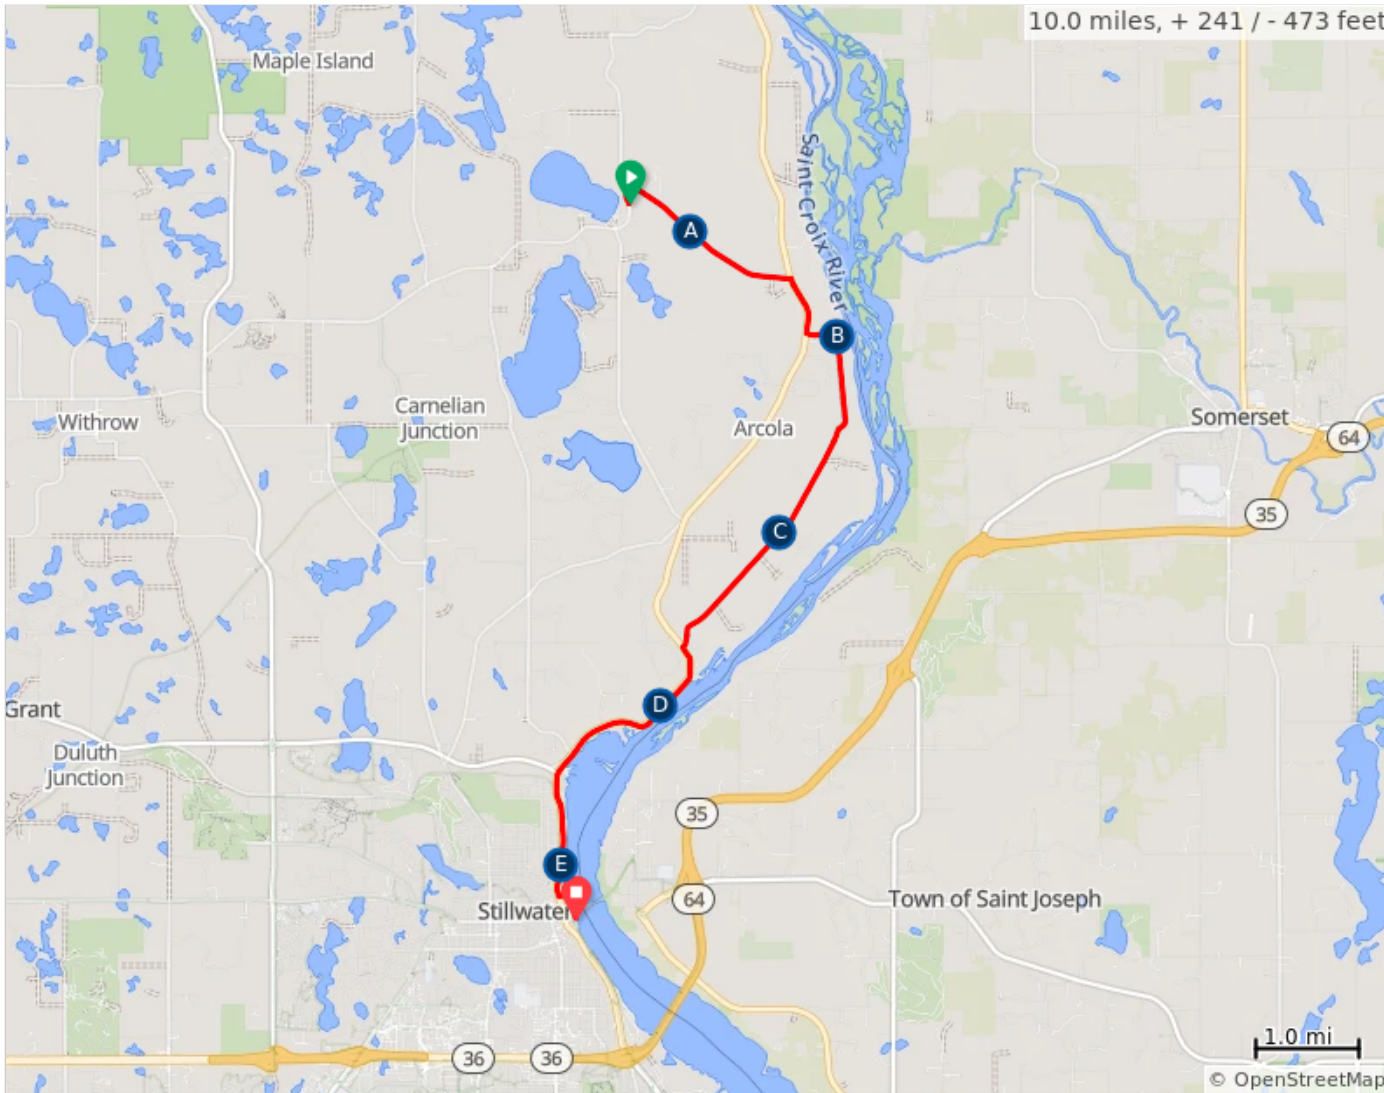 10.0 miles, + 241 / - 473 feet
Maple Island
Saint Croix River
A
B
Carnelian
Junction
Withrow
Arcola
Somerset
64
35
C
Grant
D
Duluth
Junction
35
E
64
Stillwater
Town of Saint Joseph
36
36
1.0 mi
© OpenStreetMap